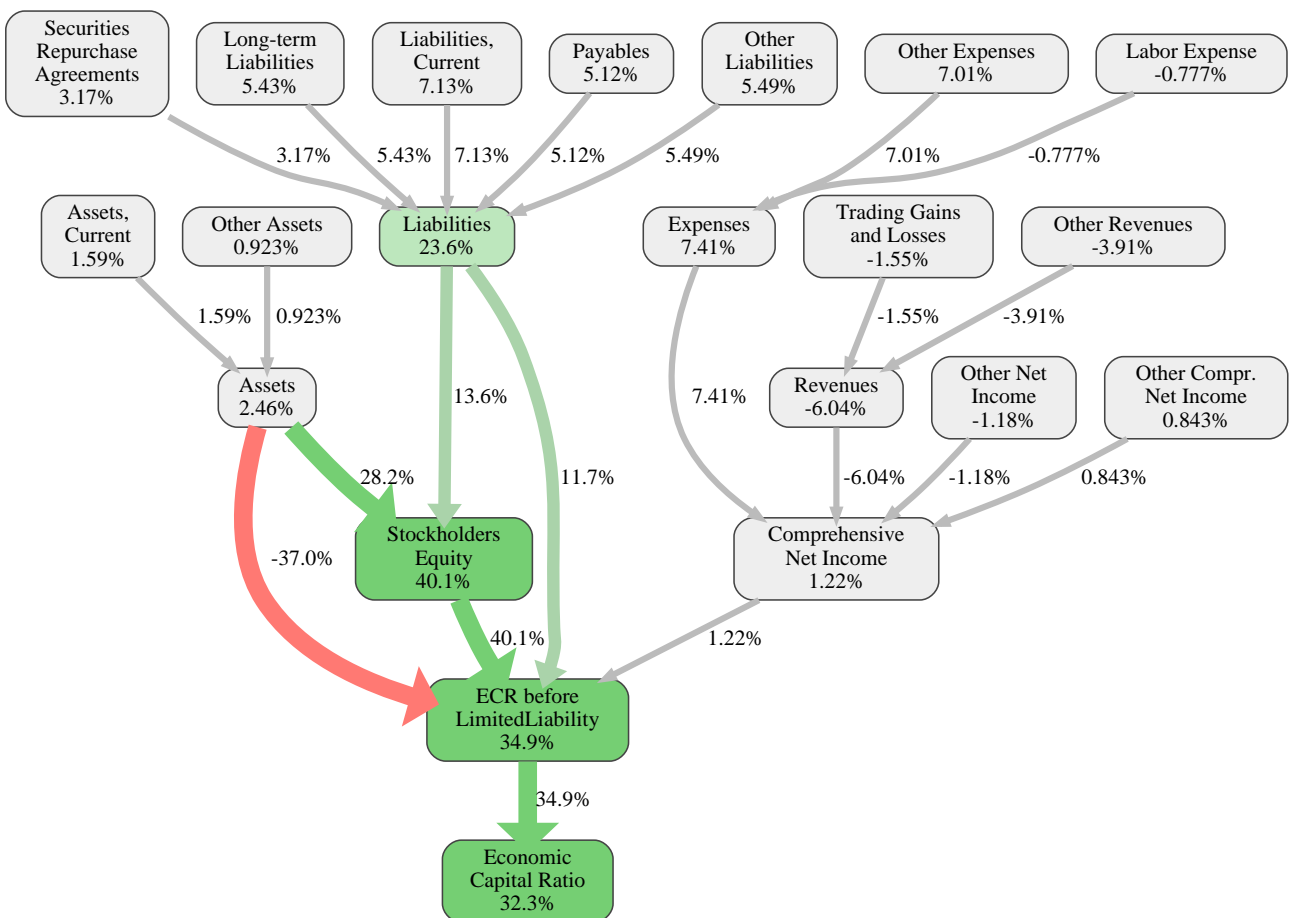 Securities
Repurchase
Agreements
3.17%
Long-term
Liabilities
5.43%
Liabilities,
Current
7.13%
Payables
5.12%
Other
Liabilities
5.49%
Other Expenses
7.01%
Labor Expense
-0.777%
3.17%
5.43%
7.13%
5.12%
5.49%
7.01%
-0.777%
Assets,
Current
1.59%
Other Assets
0.923%
Liabilities
23.6%
Expenses
7.41%
Trading Gains
and Losses
-1.55%
Other Revenues
-3.91%
1.59%
0.923%
-1.55%
-3.91%
Assets
2.46%
13.6%
7.41%
Revenues
-6.04%
Other Net
Income
-1.18%
Other Compr.
Net Income
0.843%
28.2%
11.7%
-6.04%
-1.18%
0.843%
-37.0%
Stockholders
Equity
40.1%
Comprehensive
Net Income
1.22%
40.1%
1.22%
ECR before
LimitedLiability
34.9%
34.9%
Economic
Capital Ratio
32.3%